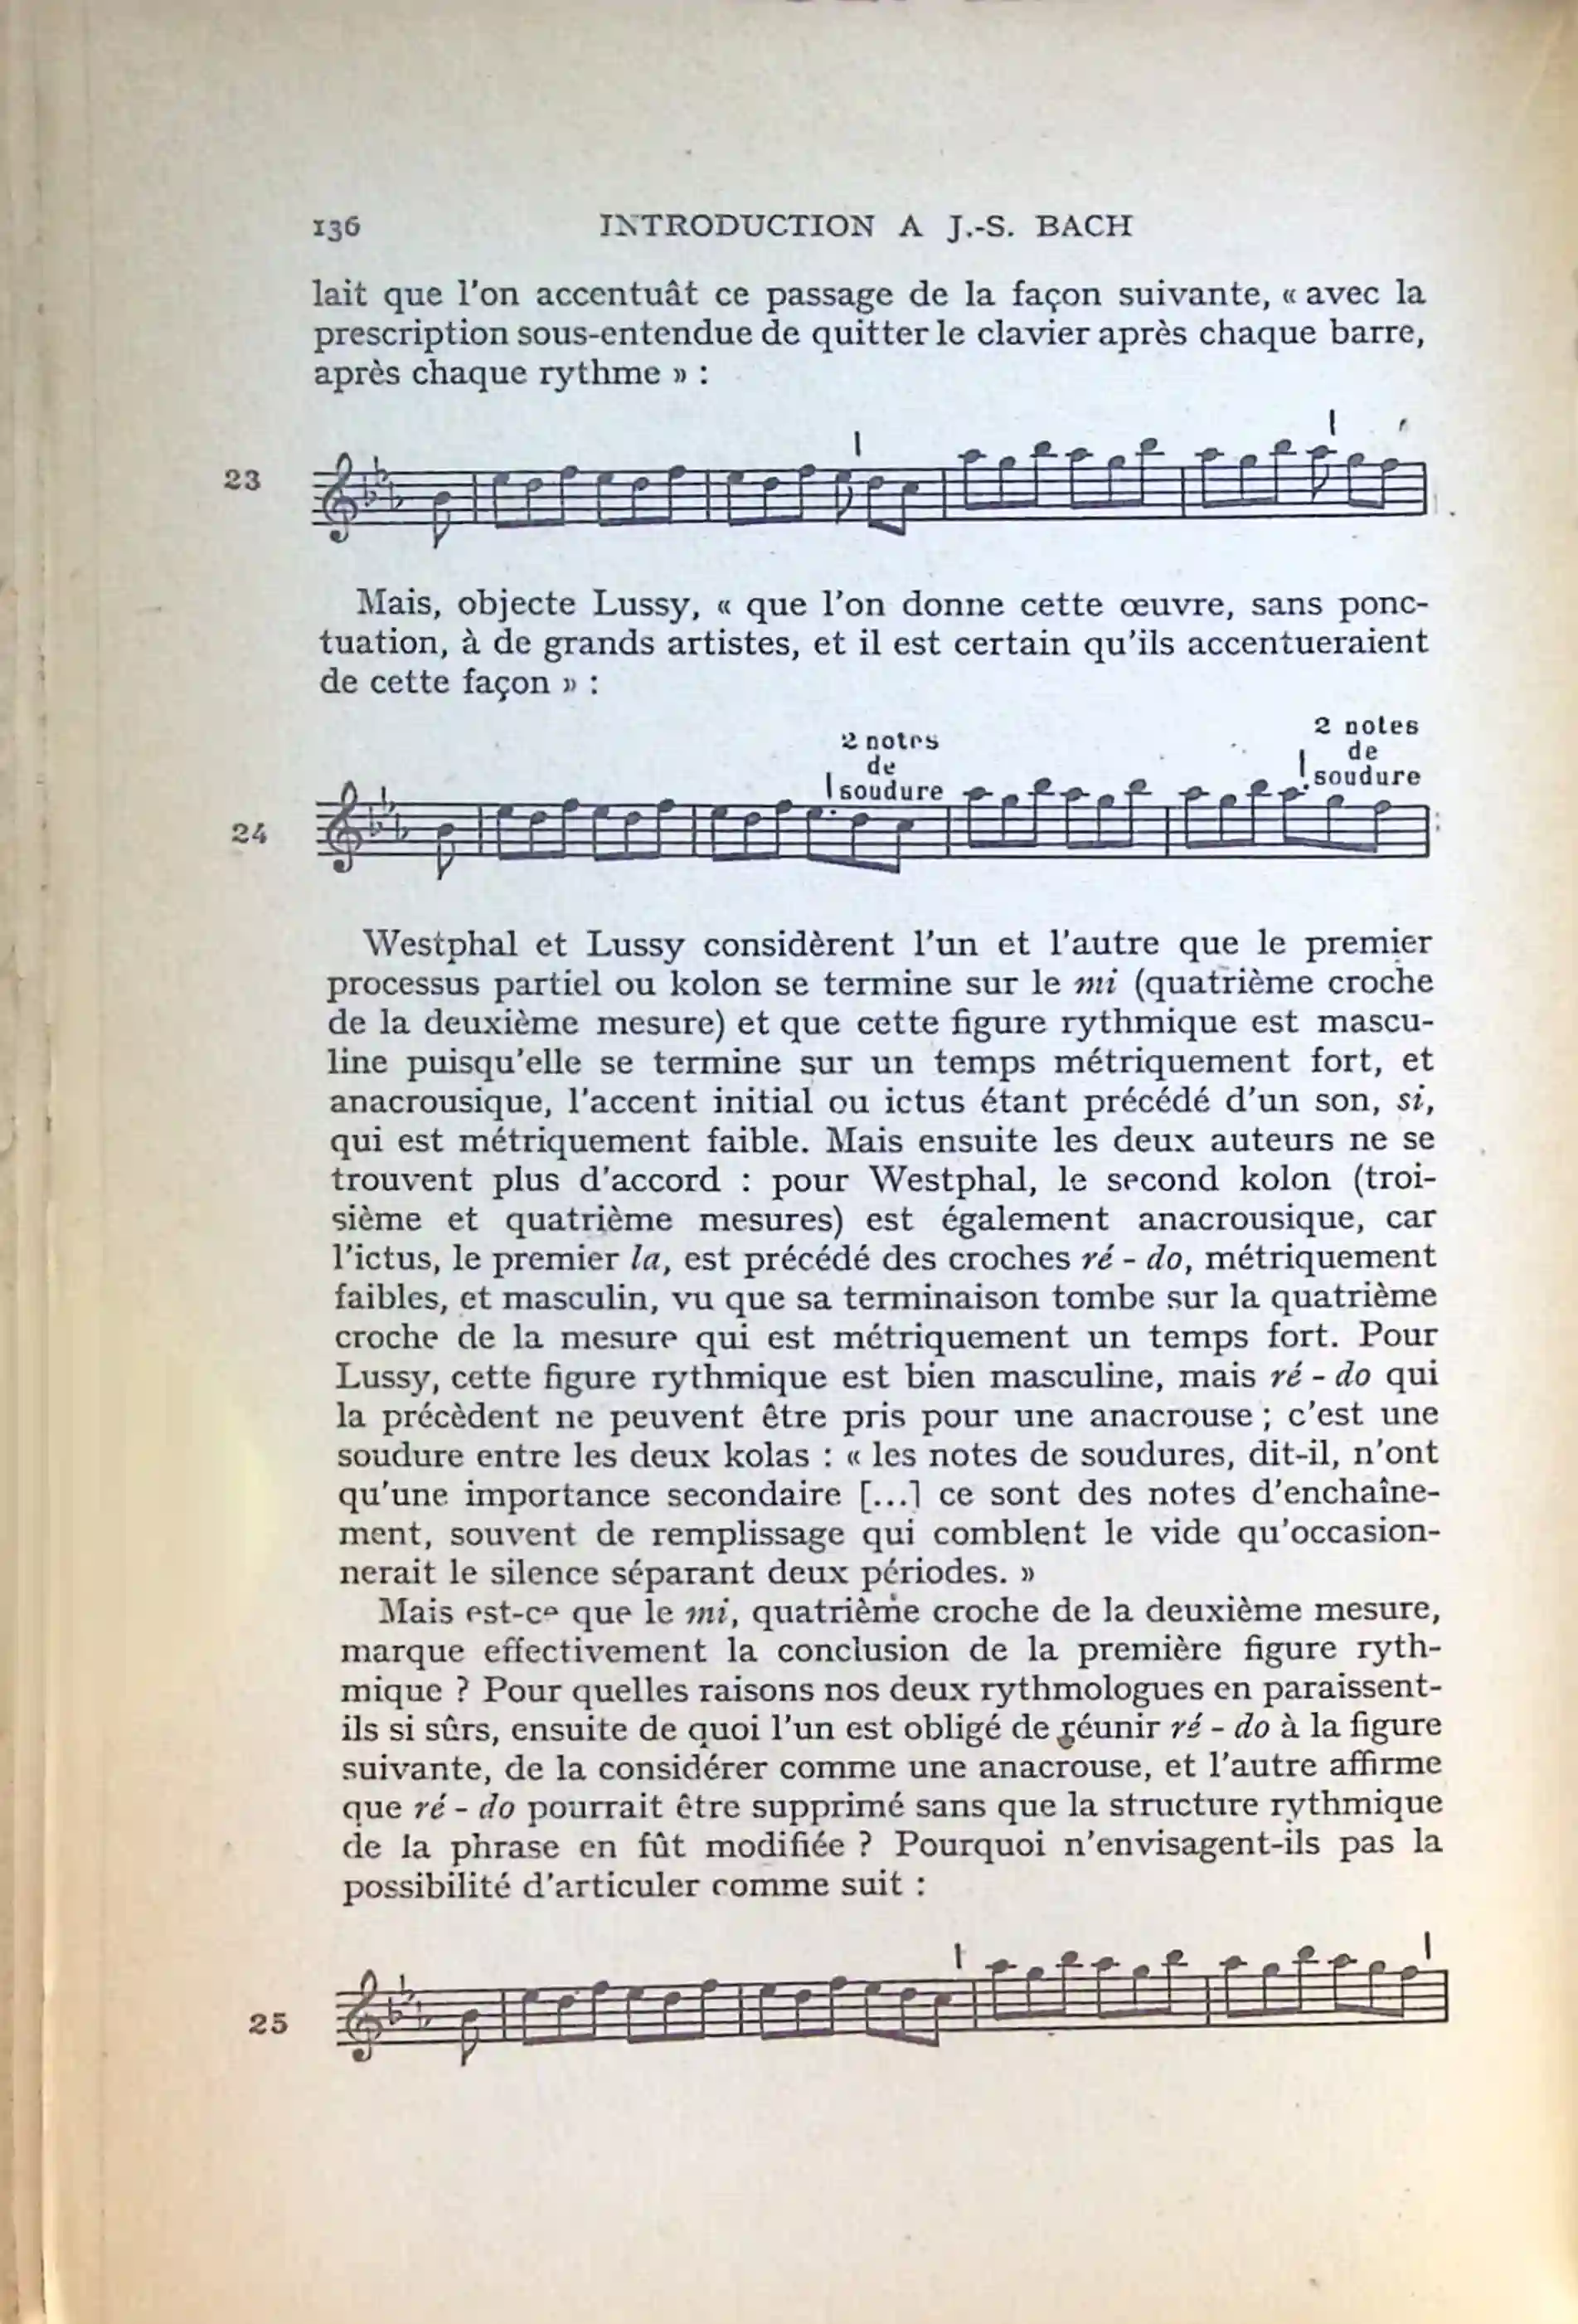 136 INTRODUCTION A J.-S. BACH
lait que l'on accentuât ce passage de la façon suivante, « avec la
prescription sous-entendue de quitter le clavier après chaque barre,
après chaque rythme » :
23
Mais, objecte Lussy, « que l'on donne cette œuvre, sans ponc-
tuation, à de grands artistes, et il est certain qu'ils accentueraient
de cette façon » :
2 notes
de
soudure
2 notes
de
soudure
24
Westphal et Lussy considèrent l'un et l'autre que le premier
processus partiel ou kolon se termine sur le mi (quatrième croche
de la deuxième mesure) et que cette figure rythmique est mascu-
line puisqu'elle se termine sur un temps métriquement fort, et
anacrousique, l'accent initial ou ictus étant précédé d'un son, si,
qui est métriquement faible. Mais ensuite les deux auteurs ne se
trouvent plus d'accord : pour Westphal, le second kolon (troi-
sième et quatrième mesures) est également anacrousique, car
l'ictus, le premier la, est précédé des croches ré - do, métriquement
faibles, et masculin, vu que sa terminaison tombe sur la quatrième
croche de la mesure qui est métriquement un temps fort. Pour
Lussy, cette figure rythmique est bien masculine, mais ré - do qui
la précèdent ne peuvent être pris pour une anacrouse ; c'est une
soudure entre les deux kolas : « les notes de soudures, dit-il, n'ont
qu'une importance secondaire [...] ce sont des notes d'enchaîne-
ment, souvent de remplissage qui comblent le vide qu'occasion-
nerait le silence séparant deux périodes. »
Mais est-ce que le mi, quatrième croche de la deuxième mesure,
marque effectivement la conclusion de la première figure ryth-
mique ? Pour quelles raisons nos deux rythmologues en paraissent-
ils si sûrs, ensuite de quoi l'un est obligé de réunir ré - do à la figure
suivante, de la considérer comme une anacrouse, et l'autre affirme
que ré - do pourrait être supprimé sans que la structure rythmique
de la phrase en fût modifiée ? Pourquoi n'envisagent-ils pas la
possibilité d'articuler comme suit :
25